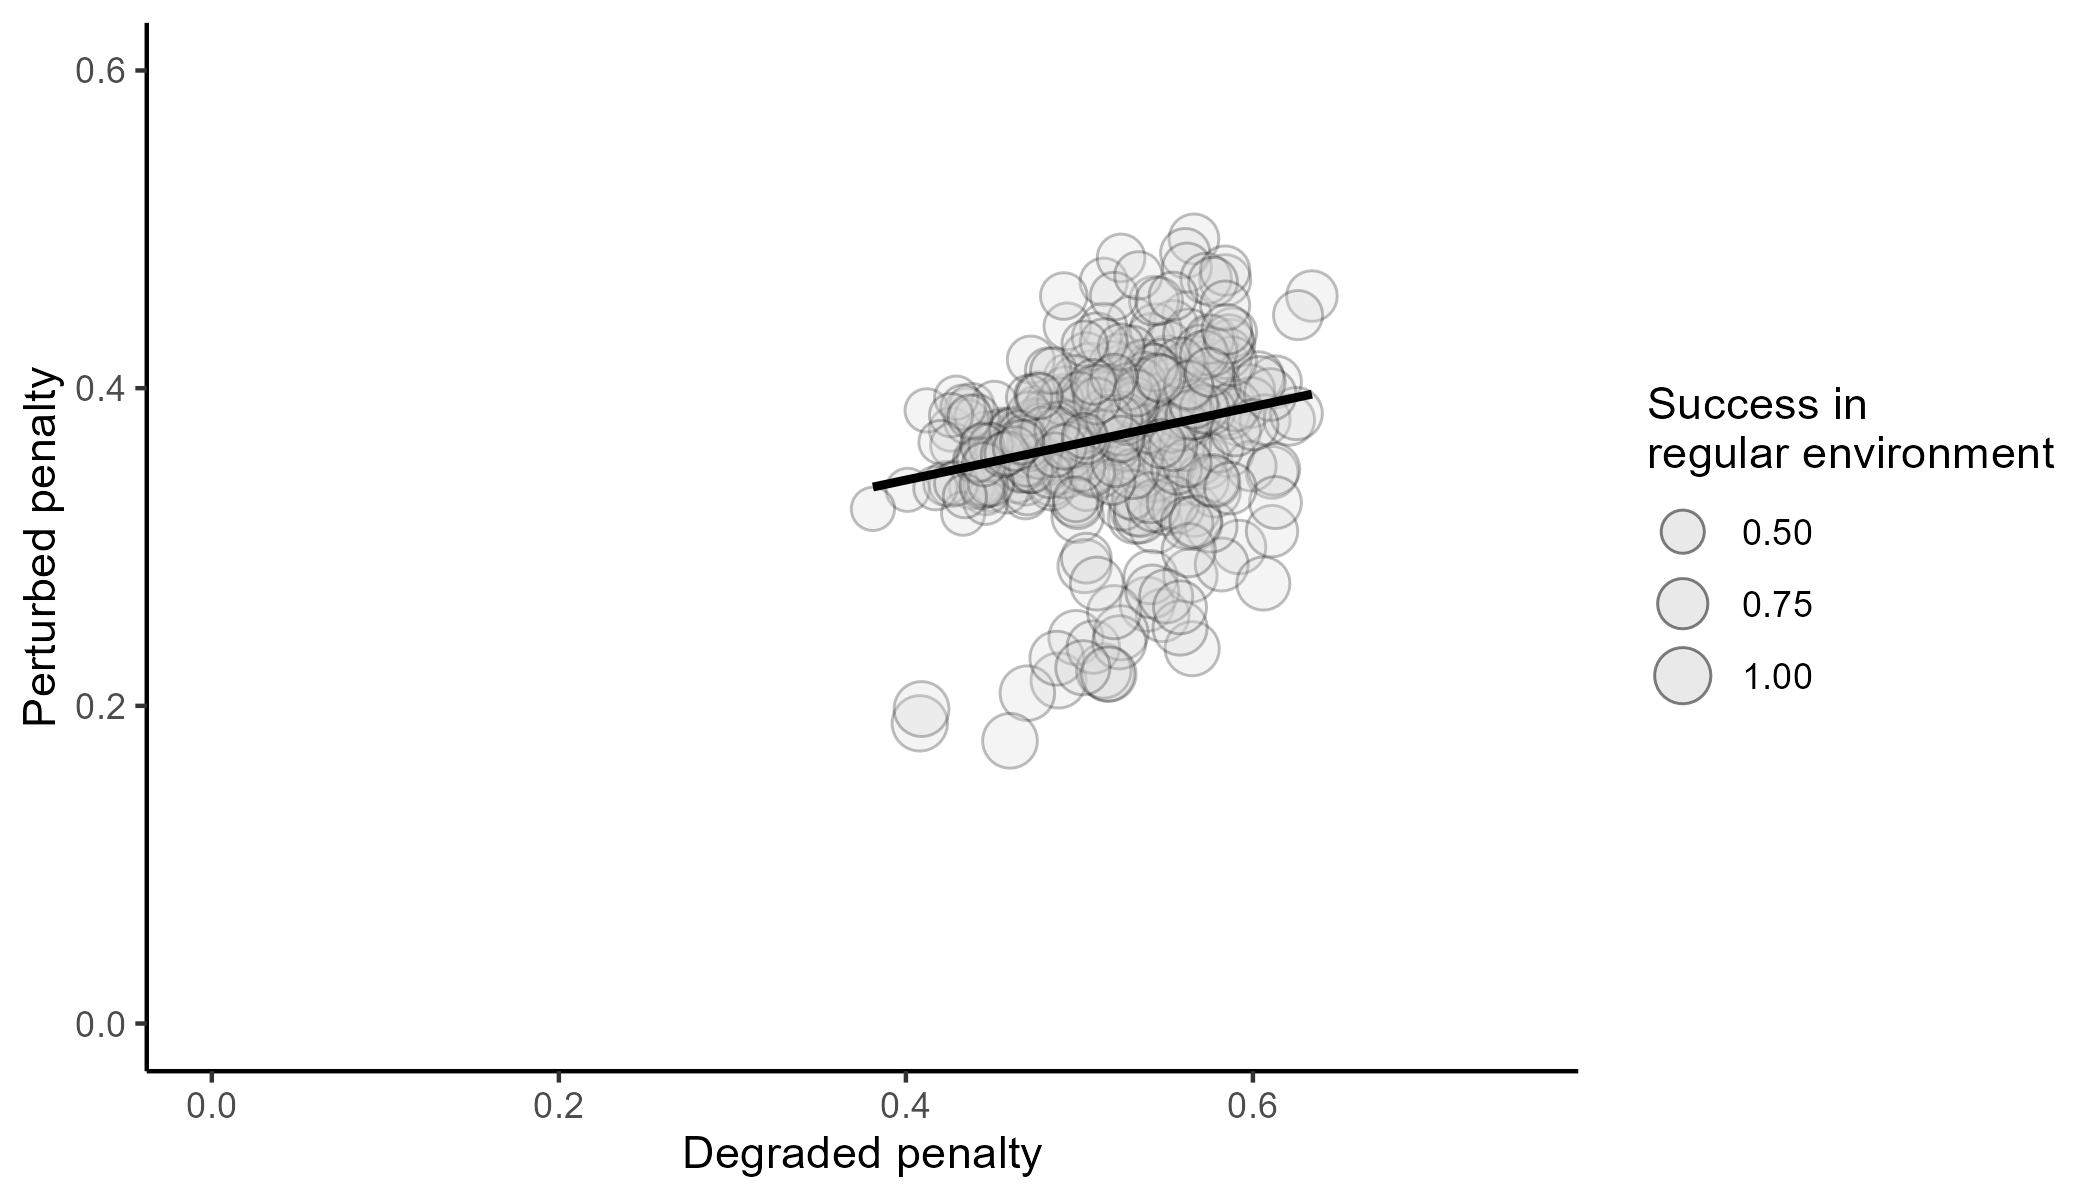 0.6
0.4
0.2
0.0
Perturbed penalty
0.0 0.2 0.4 0.6
Degraded penalty
Success in
regular environment
0.50
0.75
1.00